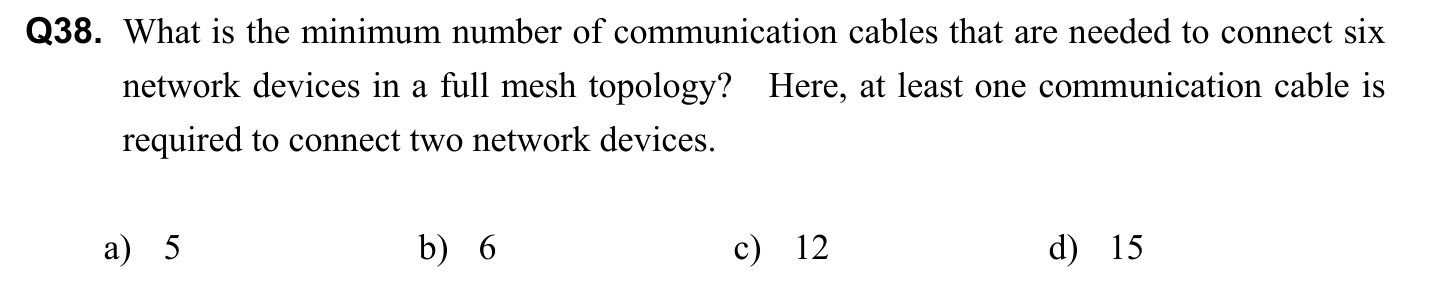 Q38. What is the minimum number of communication cables that are needed to connect six
network devices in a full mesh topology? Here, at least one communication cable is
required to connect two network devices.
a) 5 b) 6 c) 12 d) 15